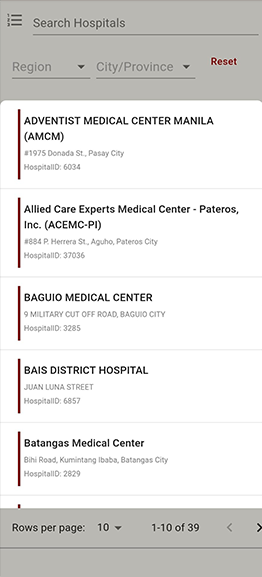 Search Hospitals
Region City/Province Reset
ADVENTIST MEDICAL CENTER MANILA
(AMCM)
#1975 Donada St., Pasay City
HospitalID: 6034
Allied Care Experts Medical Center - Pateros,
Inc. (ACEMC-PI)
#884 P. Herrera St., Aguho, Pateros City
HospitalID: 37036
BAGUIO MEDICAL CENTER
9 MILITARY CUT OFF ROAD, BAGUIO CITY
HospitalID: 3285
BAIS DISTRICT HOSPITAL
JUAN LUNA STREET
HospitalID: 6857
Batangas Medical Center
Bihi Road, Kumintang Ibaba, Batangas City
HospitalID: 2829
Rows per page: 10 1-10 of 39